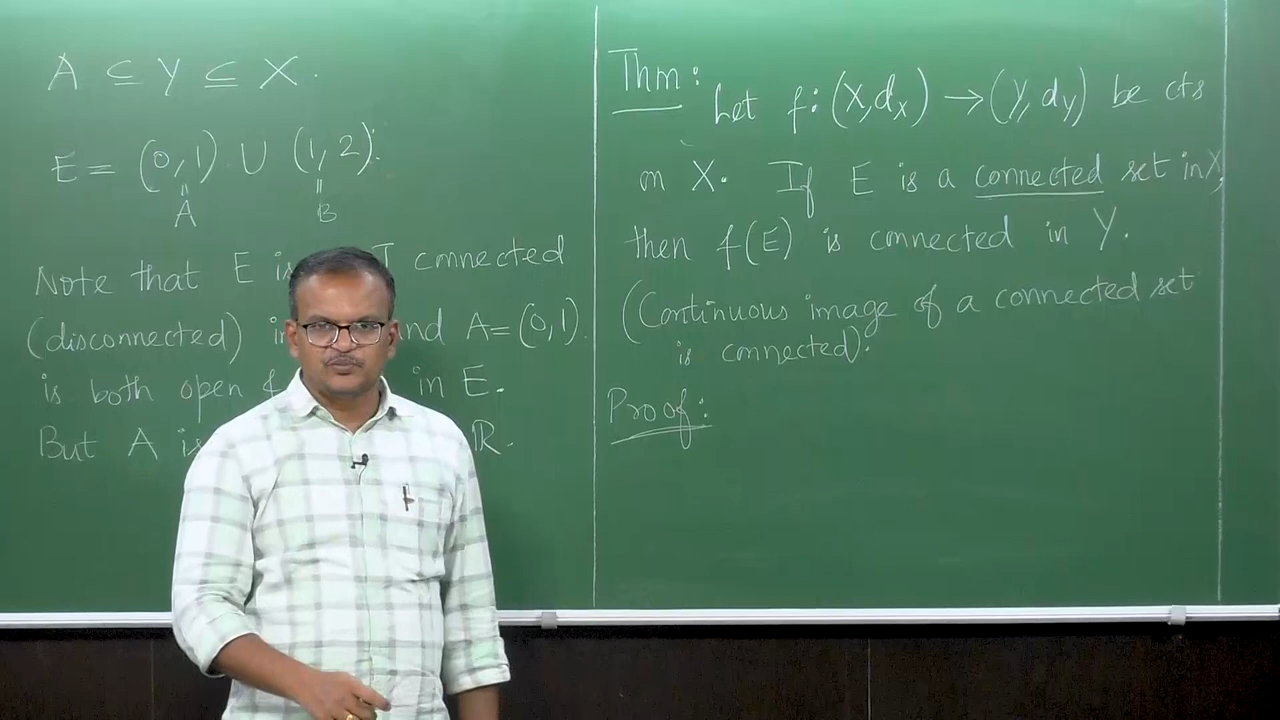 A ⊆ Y ⊆ X.
E = (0,1) ∪ (1,2).
A
B
Note that E is connected
(disconnected) and A=(0,1).
is both open & in E.
But A ℝ.
Thm:
Let f:(X,dx) → (Y,dy) be cts
on X. If E is a connected set in X,
then f(E) is connected in Y.
(Continuous image of a connected set
is connected).
Proof: